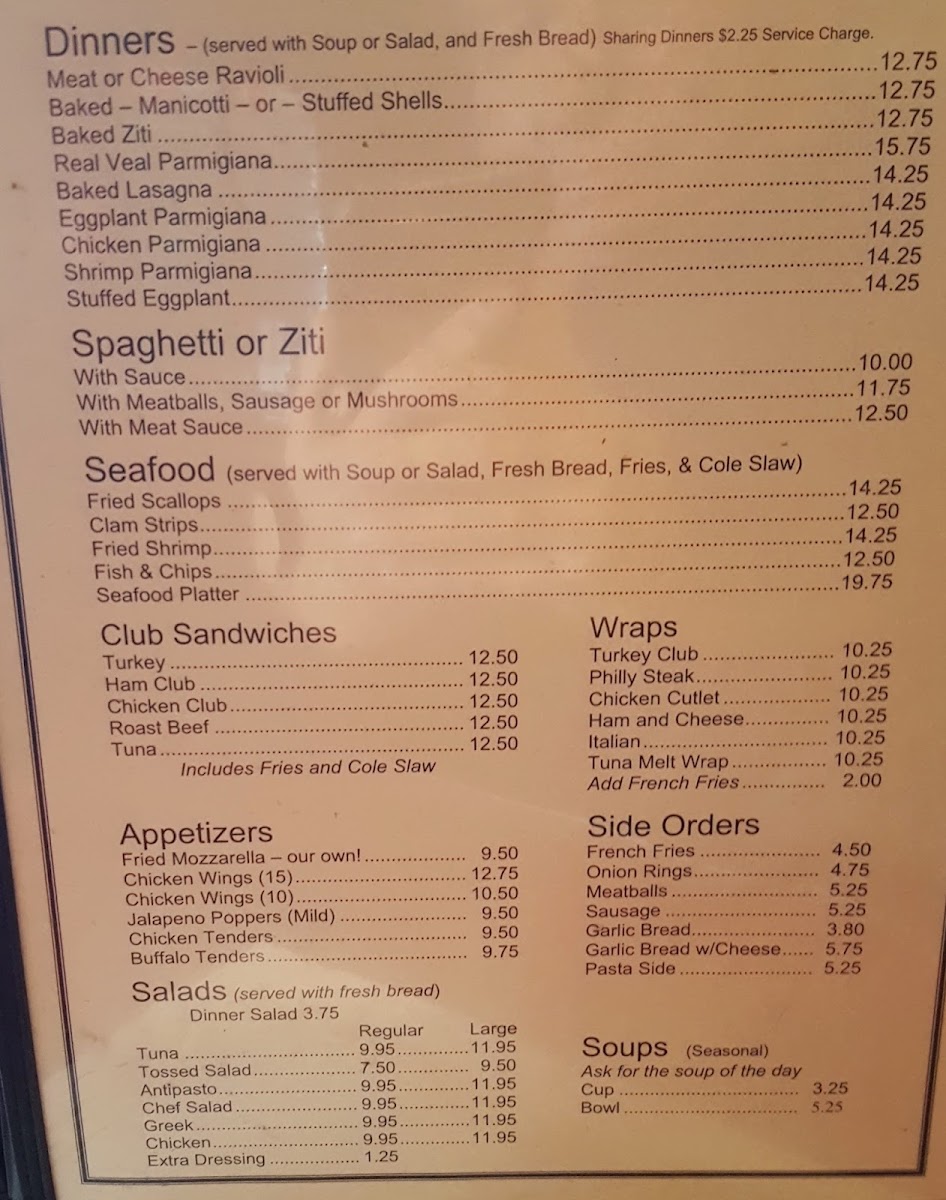 Dinners – (served with Soup or Salad, and Fresh Bread) Sharing Dinners $2.25 Service Charge.
Meat or Cheese Ravioli 12.75
Baked – Manicotti – or – Stuffed Shells 12.75
Baked Ziti 12.75
Real Veal Parmigiana 15.75
Baked Lasagna 14.25
Eggplant Parmigiana 14.25
Chicken Parmigiana 14.25
Shrimp Parmigiana 14.25
Stuffed Eggplant 14.25
Spaghetti or Ziti
With Sauce 10.00
With Meatballs, Sausage or Mushrooms 11.75
With Meat Sauce 12.50
Seafood (served with Soup or Salad, Fresh Bread, Fries, & Cole Slaw)
Fried Scallops 14.25
Clam Strips 12.50
Fried Shrimp 14.25
Fish & Chips 12.50
Seafood Platter 19.75
Club Sandwiches
Turkey 12.50
Ham Club 12.50
Chicken Club 12.50
Roast Beef 12.50
Tuna 12.50
Includes Fries and Cole Slaw
Wraps
Turkey Club 10.25
Philly Steak 10.25
Chicken Cutlet 10.25
Ham and Cheese 10.25
Italian 10.25
Tuna Melt Wrap 10.25
Add French Fries 2.00
Appetizers
Fried Mozzarella – our own! 9.50
Chicken Wings (15) 12.75
Chicken Wings (10) 10.50
Jalapeno Poppers (Mild) 9.50
Chicken Tenders 9.50
Buffalo Tenders 9.75
Side Orders
French Fries 4.50
Onion Rings 4.75
Meatballs 5.25
Sausage 5.25
Garlic Bread 3.80
Garlic Bread w/Cheese 5.75
Pasta Side 5.25
Salads (served with fresh bread)
Dinner Salad 3.75
Regular Large
Tuna 9.95 11.95
Tossed Salad 7.50 9.50
Antipasto 9.95 11.95
Chef Salad 9.95 11.95
Greek 9.95 11.95
Chicken 9.95 11.95
Extra Dressing 1.25
Soups (Seasonal)
Ask for the soup of the day
Cup 3.25
Bowl 5.25